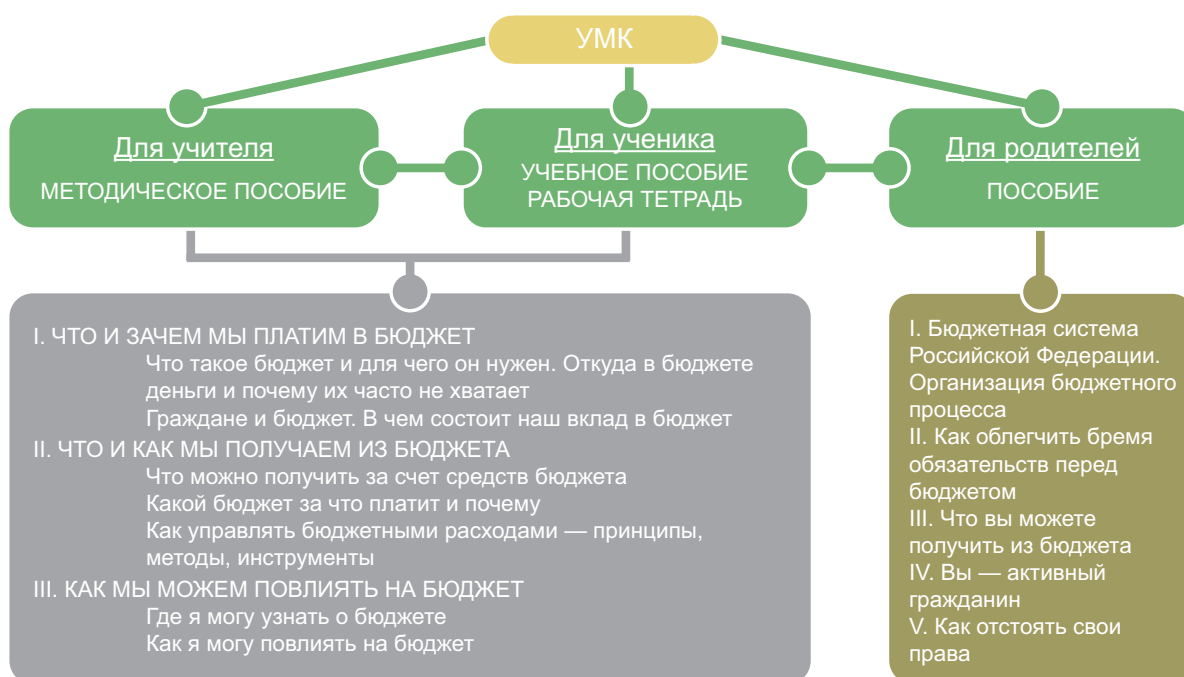 УМК
Для учителя
МЕТОДИЧЕСКОЕ ПОСОБИЕ
Для ученика
УЧЕБНОЕ ПОСОБИЕ
РАБОЧАЯ ТЕТРАДЬ
Для родителей
ПОСОБИЕ
I. ЧТО И ЗАЧЕМ МЫ ПЛАТИМ В БЮДЖЕТ
Что такое бюджет и для чего он нужен. Откуда в бюджете
деньги и почему их часто не хватает
Граждане и бюджет. В чем состоит наш вклад в бюджет
II. ЧТО И КАК МЫ ПОЛУЧАЕМ ИЗ БЮДЖЕТА
Что можно получить за счет средств бюджета
Какой бюджет за что платит и почему
Как управлять бюджетными расходами — принципы,
методы, инструменты
III. КАК МЫ МОЖЕМ ПОВЛИЯТЬ НА БЮДЖЕТ
Где я могу узнать о бюджете
Как я могу повлиять на бюджет
I. Бюджетная система
Российской Федерации.
Организация бюджетного
процесса
II. Как облегчить бремя
обязательств перед
бюджетом
III. Что вы можете
получить из бюджета
IV. Вы — активный
гражданин
V. Как отстоять свои
права